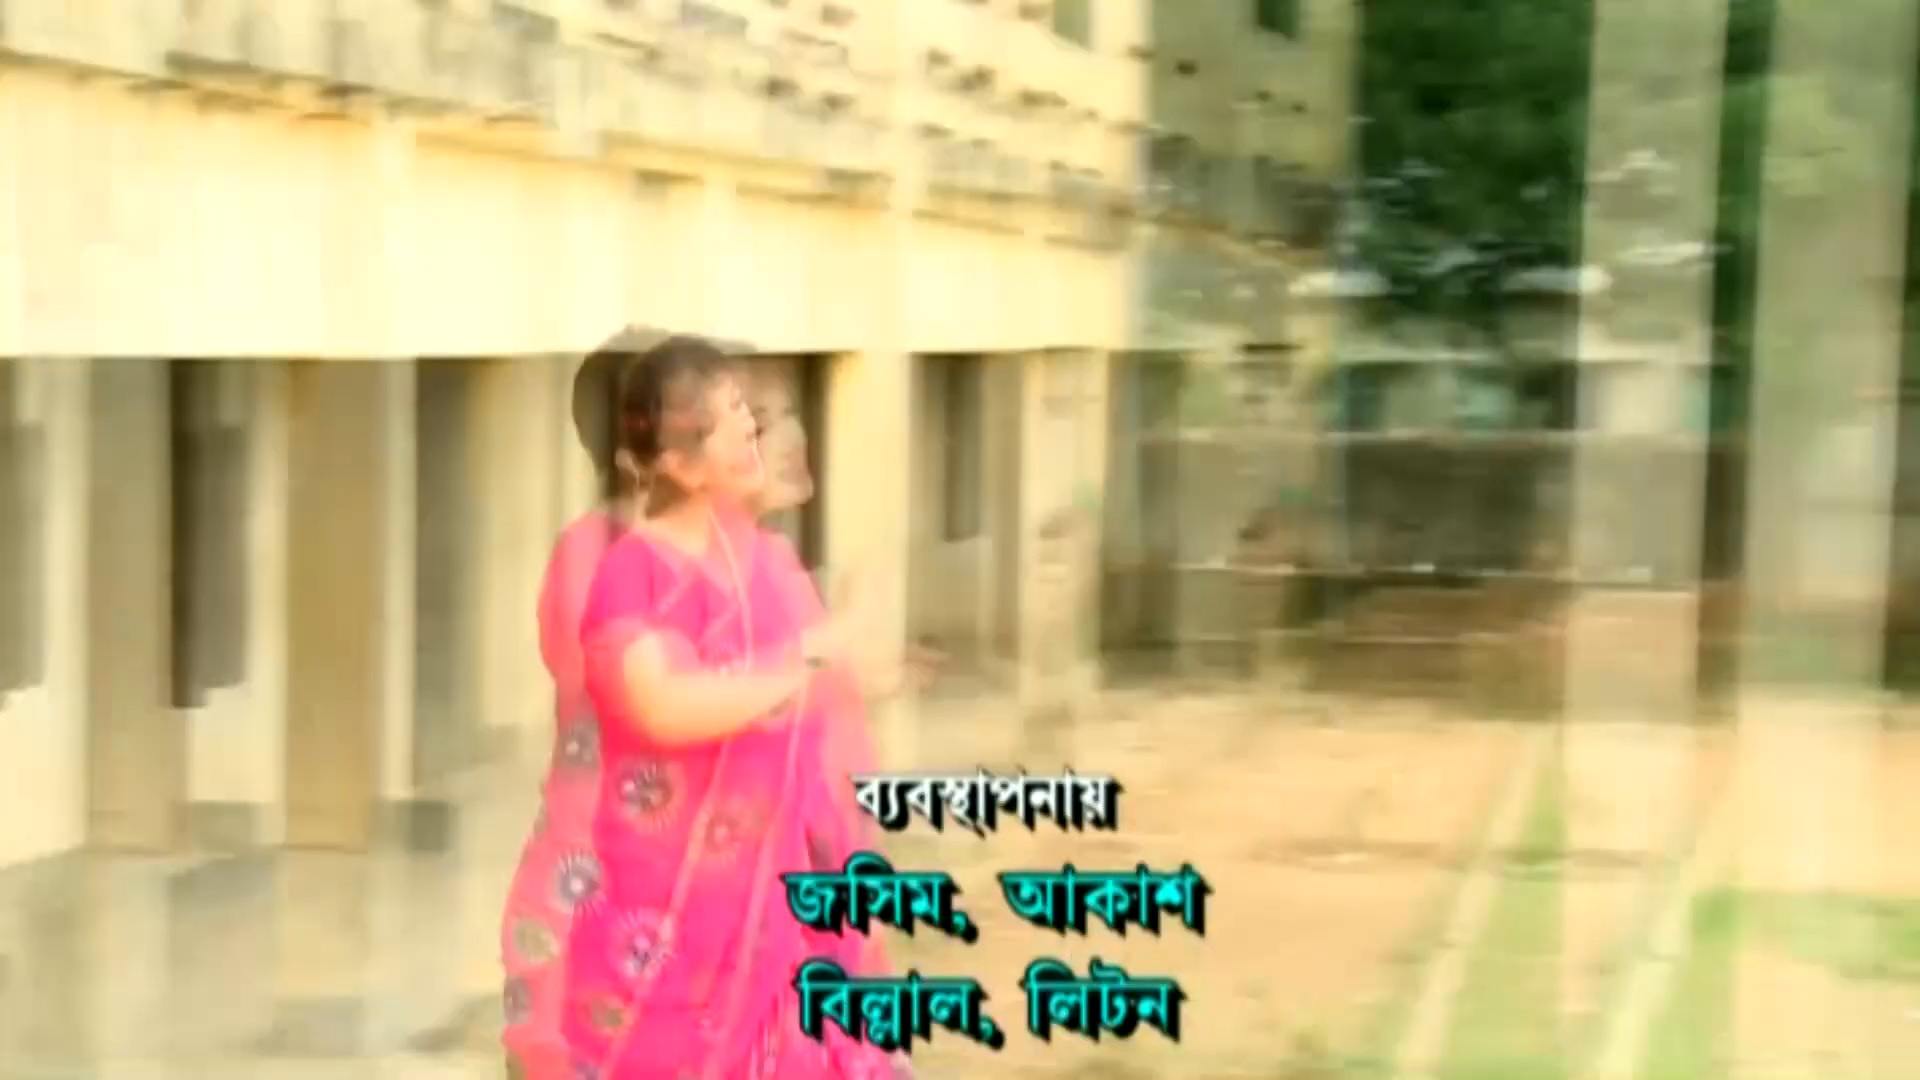 ব্যবস্থাপনায়
জসিম, আকাশ
বিল্লাল, লিটন